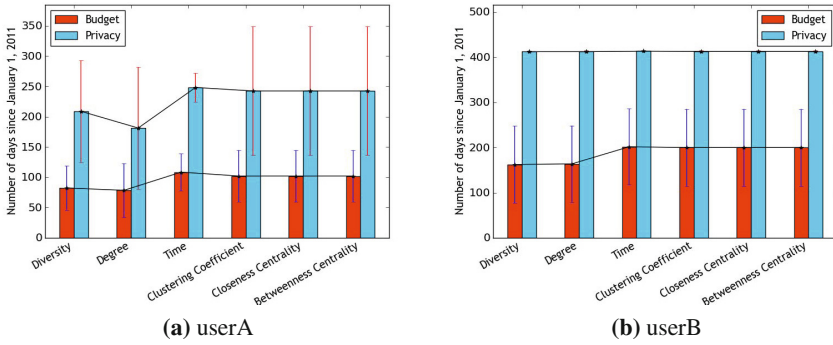 Budget
Privacy
Number of days since January 1, 2011
350
300
250
200
150
100
50
0
Diversity
Degree
Time
Clustering Coefficient
Closeness Centrality
Betweenness Centrality
(a) userA
Budget
Privacy
Number of days since January 1, 2011
500
400
300
200
100
0
Diversity
Degree
Time
Clustering Coefficient
Closeness Centrality
Betweenness Centrality
(b) userB